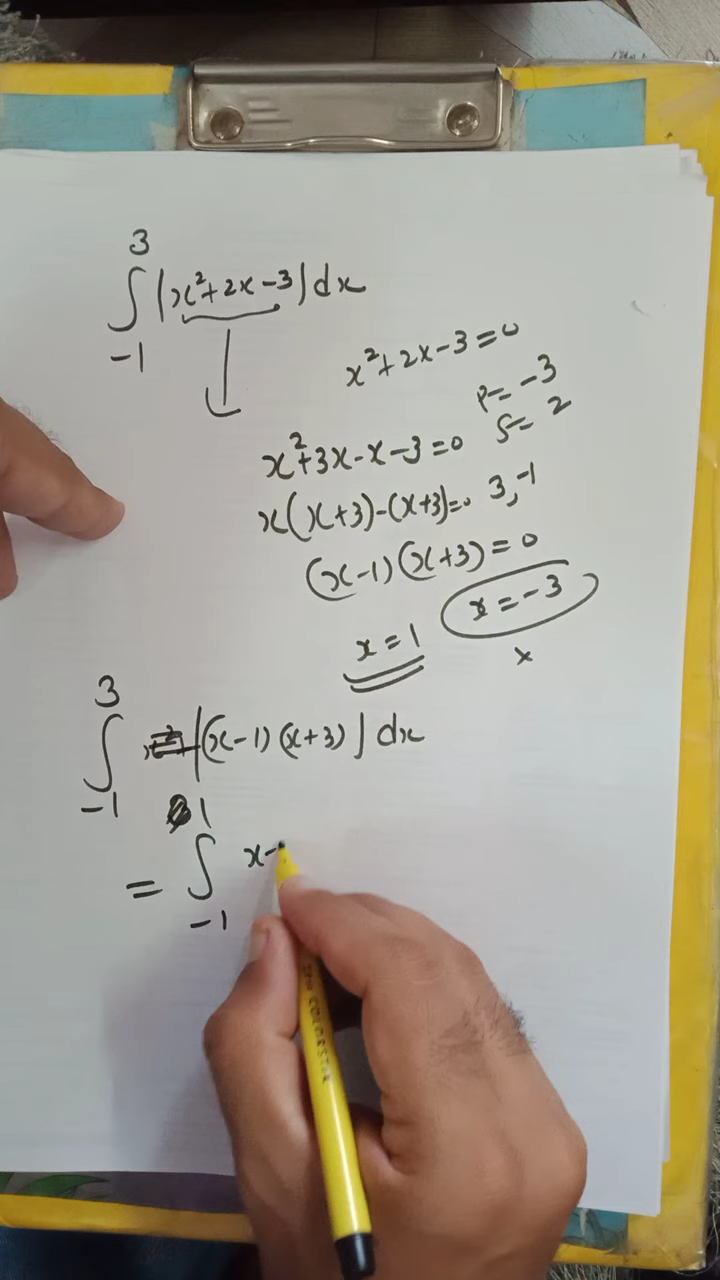 3
∫|x²+2x-3|dx
-1
x²+2x-3=0
P=-3
S=2
x²+3x-x-3=0
x(x+3)-(x+3)=0 3,-1
(x-1)(x+3)=0
x=-3
x=1
x
3
∫ |(x-1)(x+3)|dx
-1
1
= ∫ x-
-1